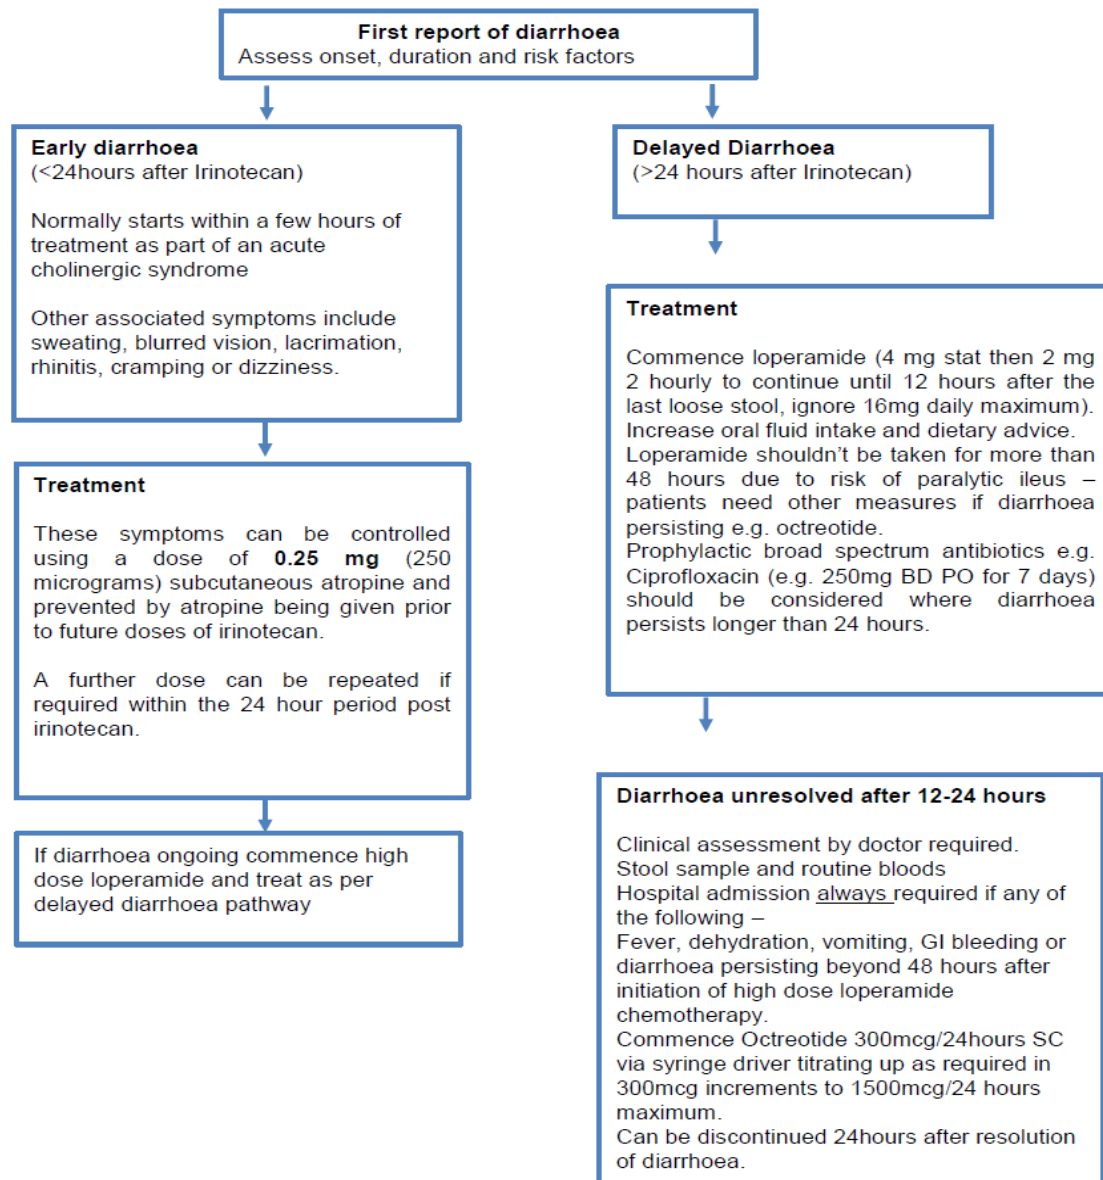 First report of diarrhoea
Assess onset, duration and risk factors
Early diarrhoea
(<24hours after Irinotecan)
Normally starts within a few hours of
treatment as part of an acute
cholinergic syndrome
Other associated symptoms include
sweating, blurred vision, lacrimation,
rhinitis, cramping or dizziness.
Treatment
These symptoms can be controlled
using a dose of 0.25 mg (250
micrograms) subcutaneous atropine and
prevented by atropine being given prior
to future doses of irinotecan.
A further dose can be repeated if
required within the 24 hour period post
irinotecan.
If diarrhoea ongoing commence high
dose loperamide and treat as per
delayed diarrhoea pathway
Delayed Diarrhoea
(>24 hours after Irinotecan)
Treatment
Commence loperamide (4 mg stat then 2 mg
2 hourly to continue until 12 hours after the
last loose stool, ignore 16mg daily maximum).
Increase oral fluid intake and dietary advice.
Loperamide shouldn’t be taken for more than
48 hours due to risk of paralytic ileus –
patients need other measures if diarrhoea
persisting e.g. octreotide.
Prophylactic broad spectrum antibiotics e.g.
Ciprofloxacin (e.g. 250mg BD PO for 7 days)
should be considered where diarrhoea
persists longer than 24 hours.
Diarrhoea unresolved after 12-24 hours
Clinical assessment by doctor required.
Stool sample and routine bloods
Hospital admission always required if any of
the following –
Fever, dehydration, vomiting, GI bleeding or
diarrhoea persisting beyond 48 hours after
initiation of high dose loperamide
chemotherapy.
Commence Octreotide 300mcg/24hours SC
via syringe driver titrating up as required in
300mcg increments to 1500mcg/24 hours
maximum.
Can be discontinued 24hours after resolution
of diarrhoea.